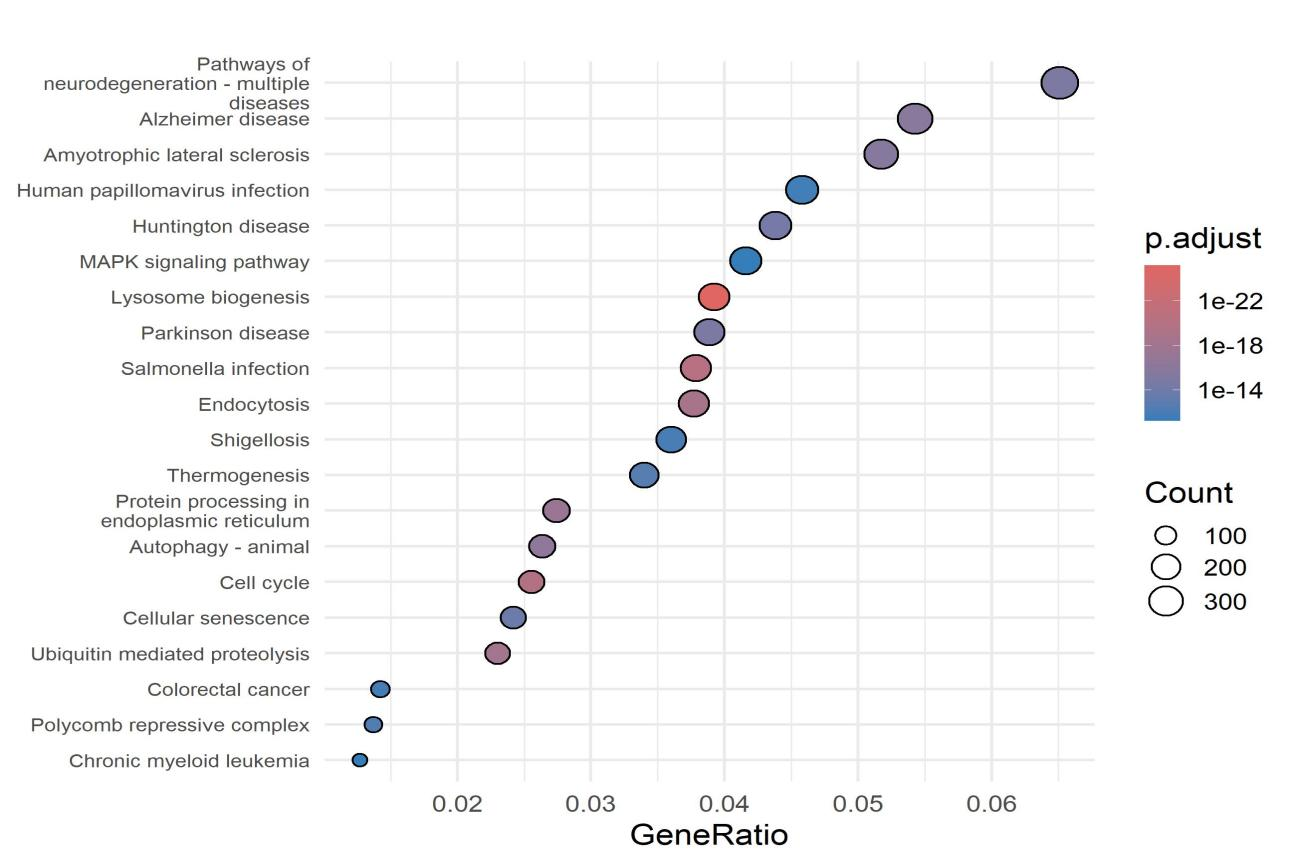 Pathways of
neurodegeneration - multiple
diseases
Alzheimer disease
Amyotrophic lateral sclerosis
Human papillomavirus infection
Huntington disease
MAPK signaling pathway
Lysosome biogenesis
Parkinson disease
Salmonella infection
Endocytosis
Shigellosis
Thermogenesis
Protein processing in
endoplasmic reticulum
Autophagy - animal
Cell cycle
Cellular senescence
Ubiquitin mediated proteolysis
Colorectal cancer
Polycomb repressive complex
Chronic myeloid leukemia
0.02 0.03 0.04 0.05 0.06
GeneRatio
p.adjust
1e-22
1e-18
1e-14
Count
100
200
300